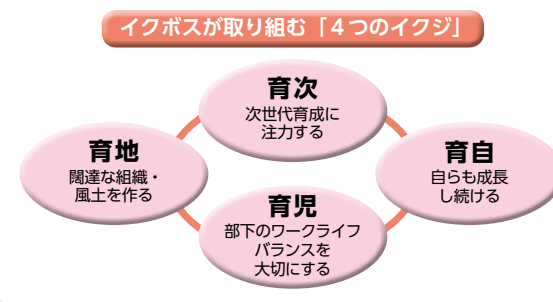 イクボスが取り組む「４つのイクジ」
育次
次世代育成に
注力する
育地
闊達な組織・
風土を作る
育自
自らも成長
し続ける
育児
部下のワークライフ
バランスを
大切にする